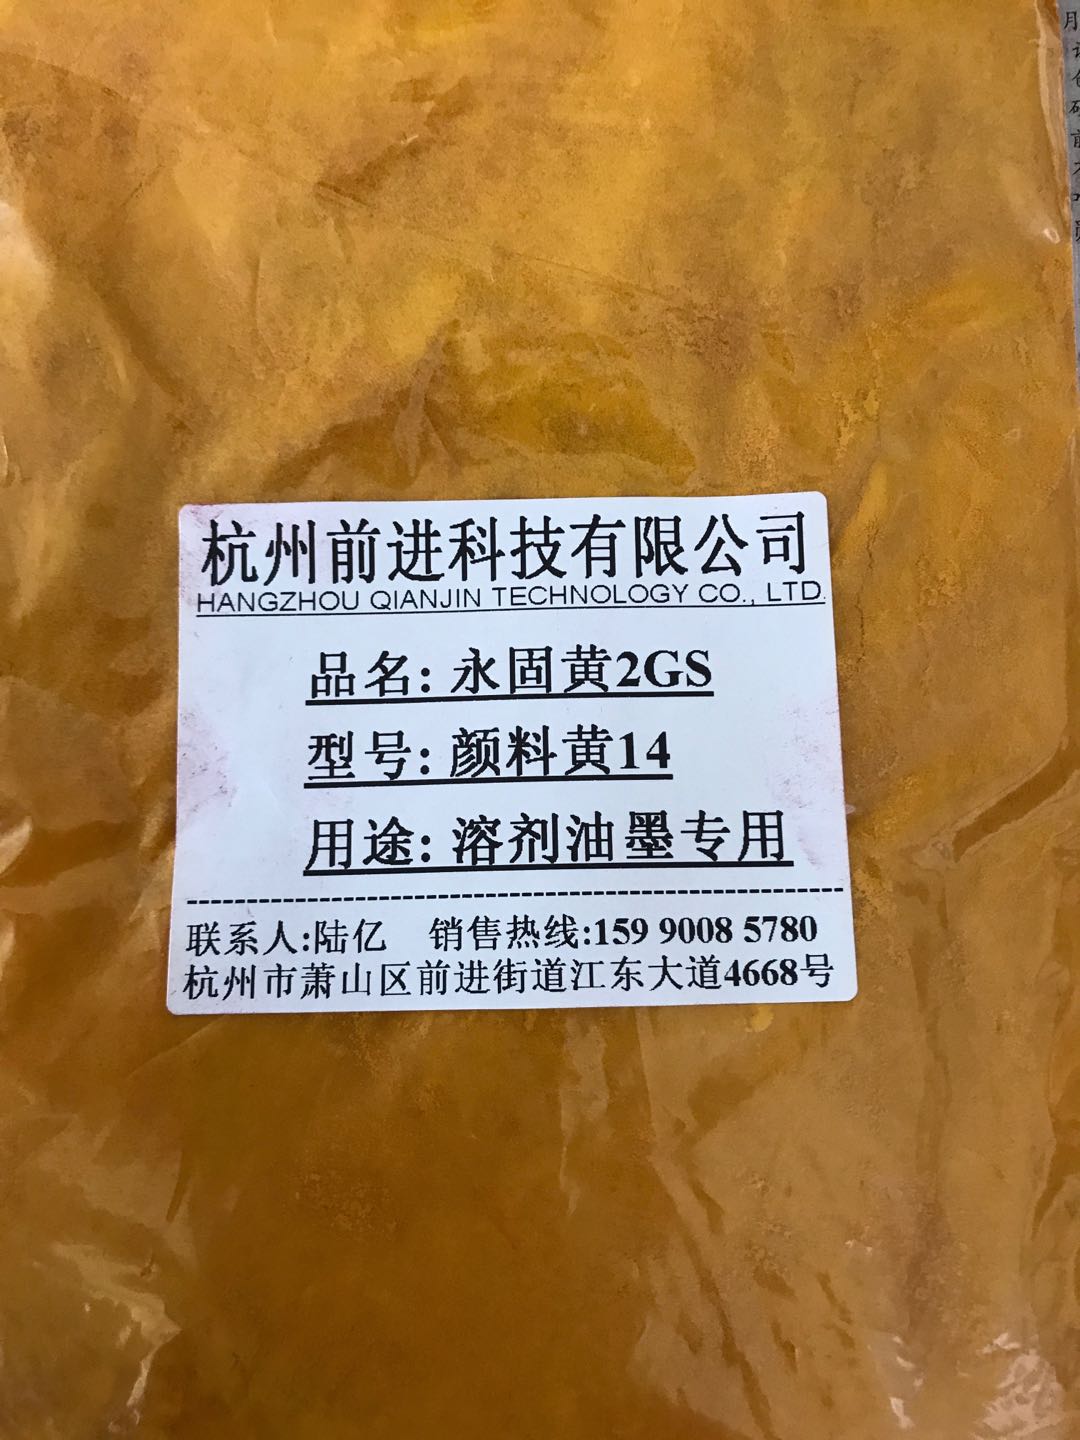 杭州前进科技有限公司
HANGZHOU QIANJIN TECHNOLOGY CO., LTD.
品名: 永固黄2GS
型号: 颜料黄14
用途: 溶剂油墨专用
联系人:陆亿 销售热线:159 9008 5780
杭州市萧山区前进街道江东大道4668号